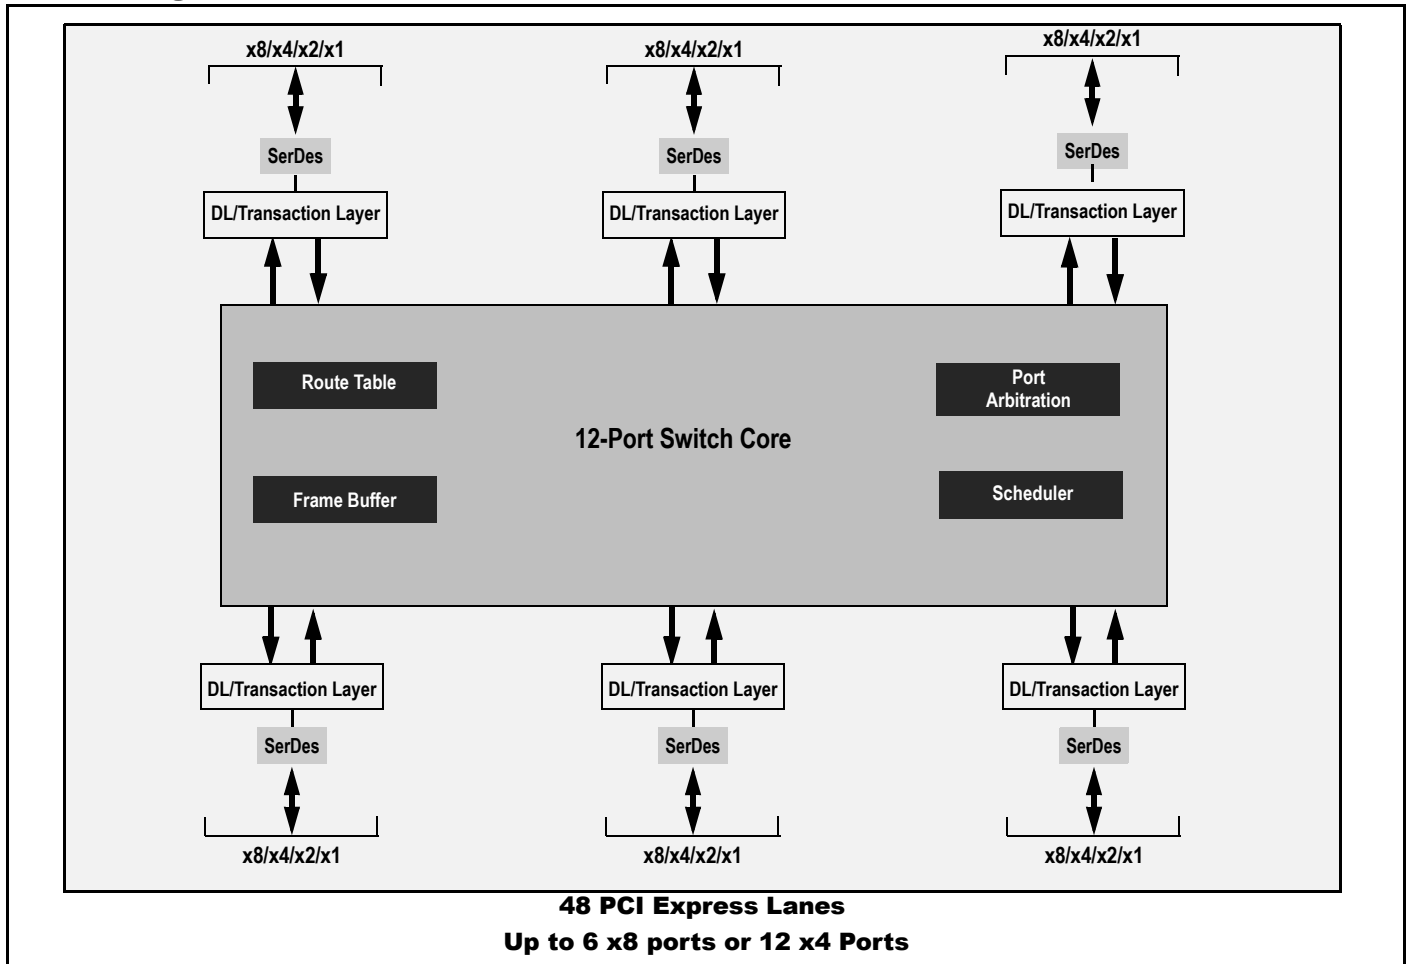 x8/x4/x2/x1
x8/x4/x2/x1
x8/x4/x2/x1
SerDes
SerDes
SerDes
DL/Transaction Layer
DL/Transaction Layer
DL/Transaction Layer
Route Table
Port
Arbitration
12-Port Switch Core
Frame Buffer
Scheduler
DL/Transaction Layer
DL/Transaction Layer
DL/Transaction Layer
SerDes
SerDes
SerDes
x8/x4/x2/x1
x8/x4/x2/x1
x8/x4/x2/x1
48 PCI Express Lanes
Up to 6 x8 ports or 12 x4 Ports